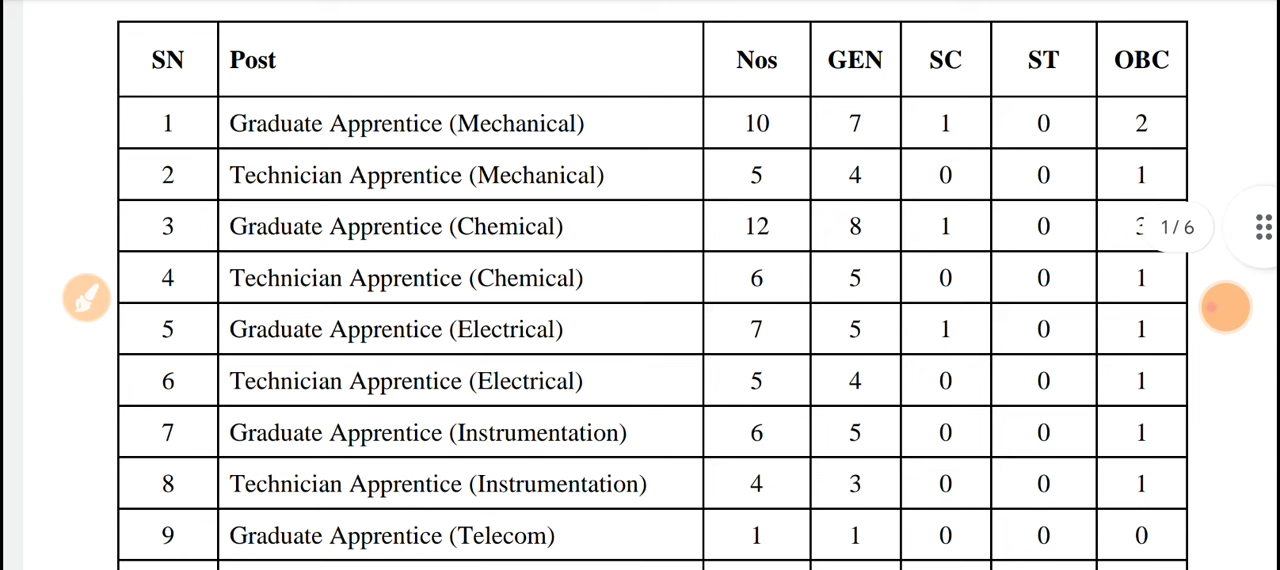 SN Post Nos GEN SC ST OBC
1 Graduate Apprentice (Mechanical) 10 7 1 0 2
2 Technician Apprentice (Mechanical) 5 4 0 0 1
3 Graduate Apprentice (Chemical) 12 8 1 0 3 1/6
4 Technician Apprentice (Chemical) 6 5 0 0 1
5 Graduate Apprentice (Electrical) 7 5 1 0 1
6 Technician Apprentice (Electrical) 5 4 0 0 1
7 Graduate Apprentice (Instrumentation) 6 5 0 0 1
8 Technician Apprentice (Instrumentation) 4 3 0 0 1
9 Graduate Apprentice (Telecom) 1 1 0 0 0